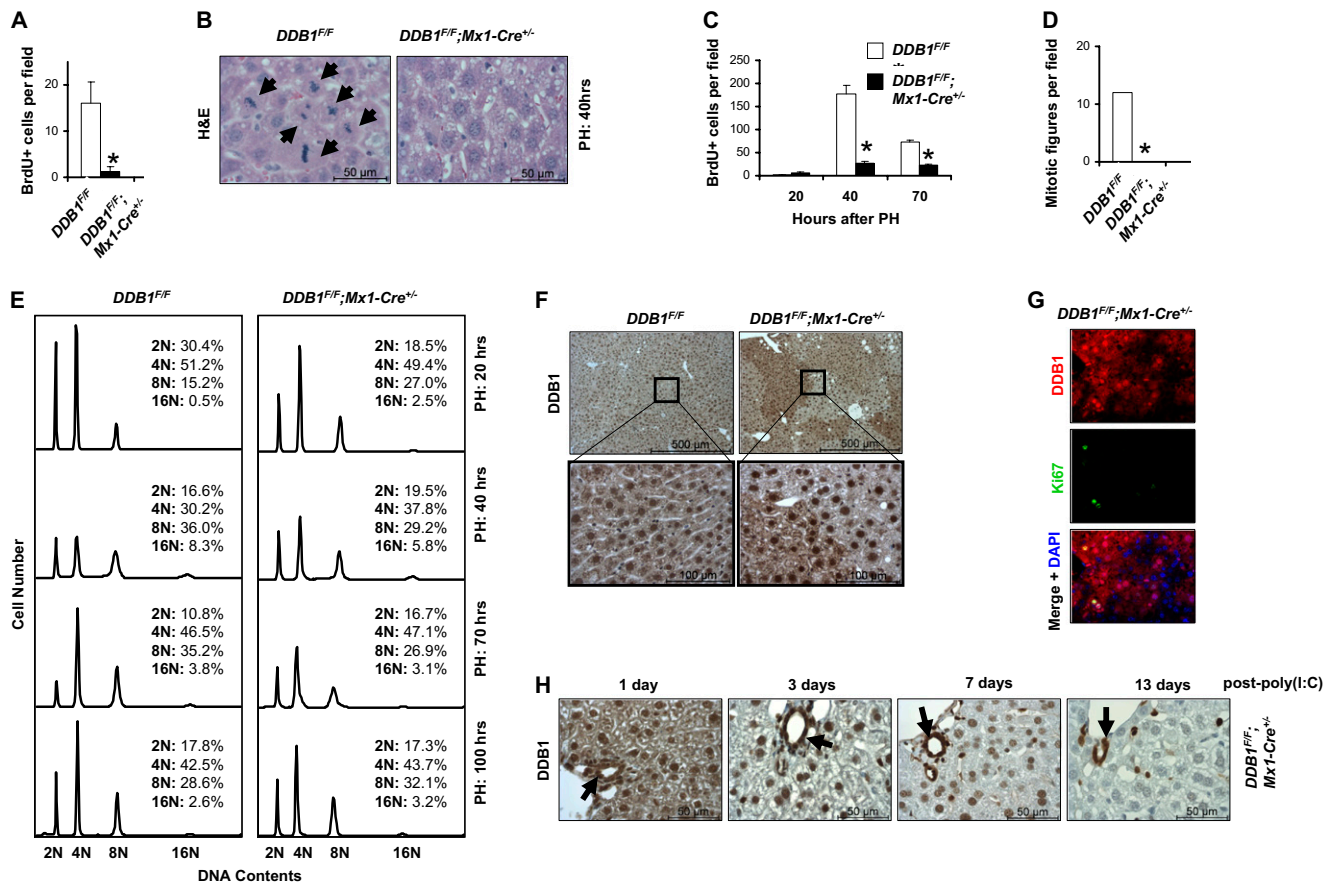 A
BrdU+ cells per field
20
10
0
*
DDB1F/F
DDB1F/F;
Mx1-Cre+/-
B
DDB1F/F
DDB1F/F;Mx1-Cre+/-
H&E
50 µm
50 µm
PH: 40hrs
C
DDB1F/F
*
DDB1F/F;
Mx1-Cre+/-
BrdU+ cells per field
250
200
150
100
50
0
*
*
20
40
70
Hours after PH
D
Mitotic figures per field
20
10
0
*
DDB1F/F
DDB1F/F;
Mx1-Cre+/-
E
DDB1F/F
DDB1F/F;Mx1-Cre+/-
Cell Number
2N: 30.4%
4N: 51.2%
8N: 15.2%
16N: 0.5%
2N: 18.5%
4N: 49.4%
8N: 27.0%
16N: 2.5%
PH: 20 hrs
2N: 16.6%
4N: 30.2%
8N: 36.0%
16N: 8.3%
2N: 19.5%
4N: 37.8%
8N: 29.2%
16N: 5.8%
PH: 40 hrs
2N: 10.8%
4N: 46.5%
8N: 35.2%
16N: 3.8%
2N: 16.7%
4N: 47.1%
8N: 26.9%
16N: 3.1%
PH: 70 hrs
2N: 17.8%
4N: 42.5%
8N: 28.6%
16N: 2.6%
2N: 17.3%
4N: 43.7%
8N: 32.1%
16N: 3.2%
PH: 100 hrs
2N 4N 8N 16N
2N 4N 8N 16N
DNA Contents
F
DDB1F/F
DDB1F/F;Mx1-Cre+/-
DDB1
500 µm
500 µm
100 µm
100 µm
G
DDB1F/F;Mx1-Cre+/-
DDB1
Ki67
Merge + DAPI
H
1 day
3 days
7 days
13 days
post-poly(I:C)
DDB1
50 µm
50 µm
50 µm
50 µm
DDB1F/F;
Mx1-Cre+/-